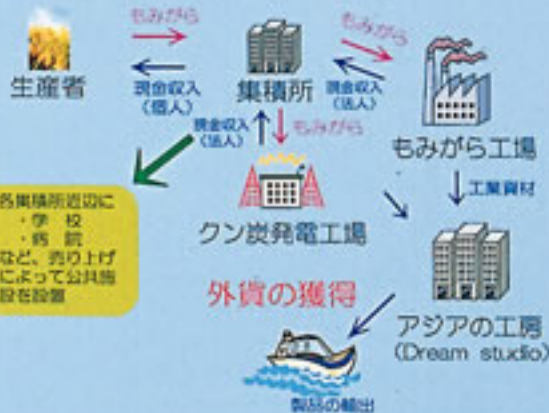 もみがら
もみがら
生産者
現金収入
(個人)
集積所
現金収入
(法人)
もみがら工場
現金収入
(法人)
もみがら
各集積所近辺に
・学 校
・病 院
など、売り上げ
によって公共施
設を設置
クン炭発電工場
工業資材
外貨の獲得
アジアの工房
(Dream studio)
製品の輸出